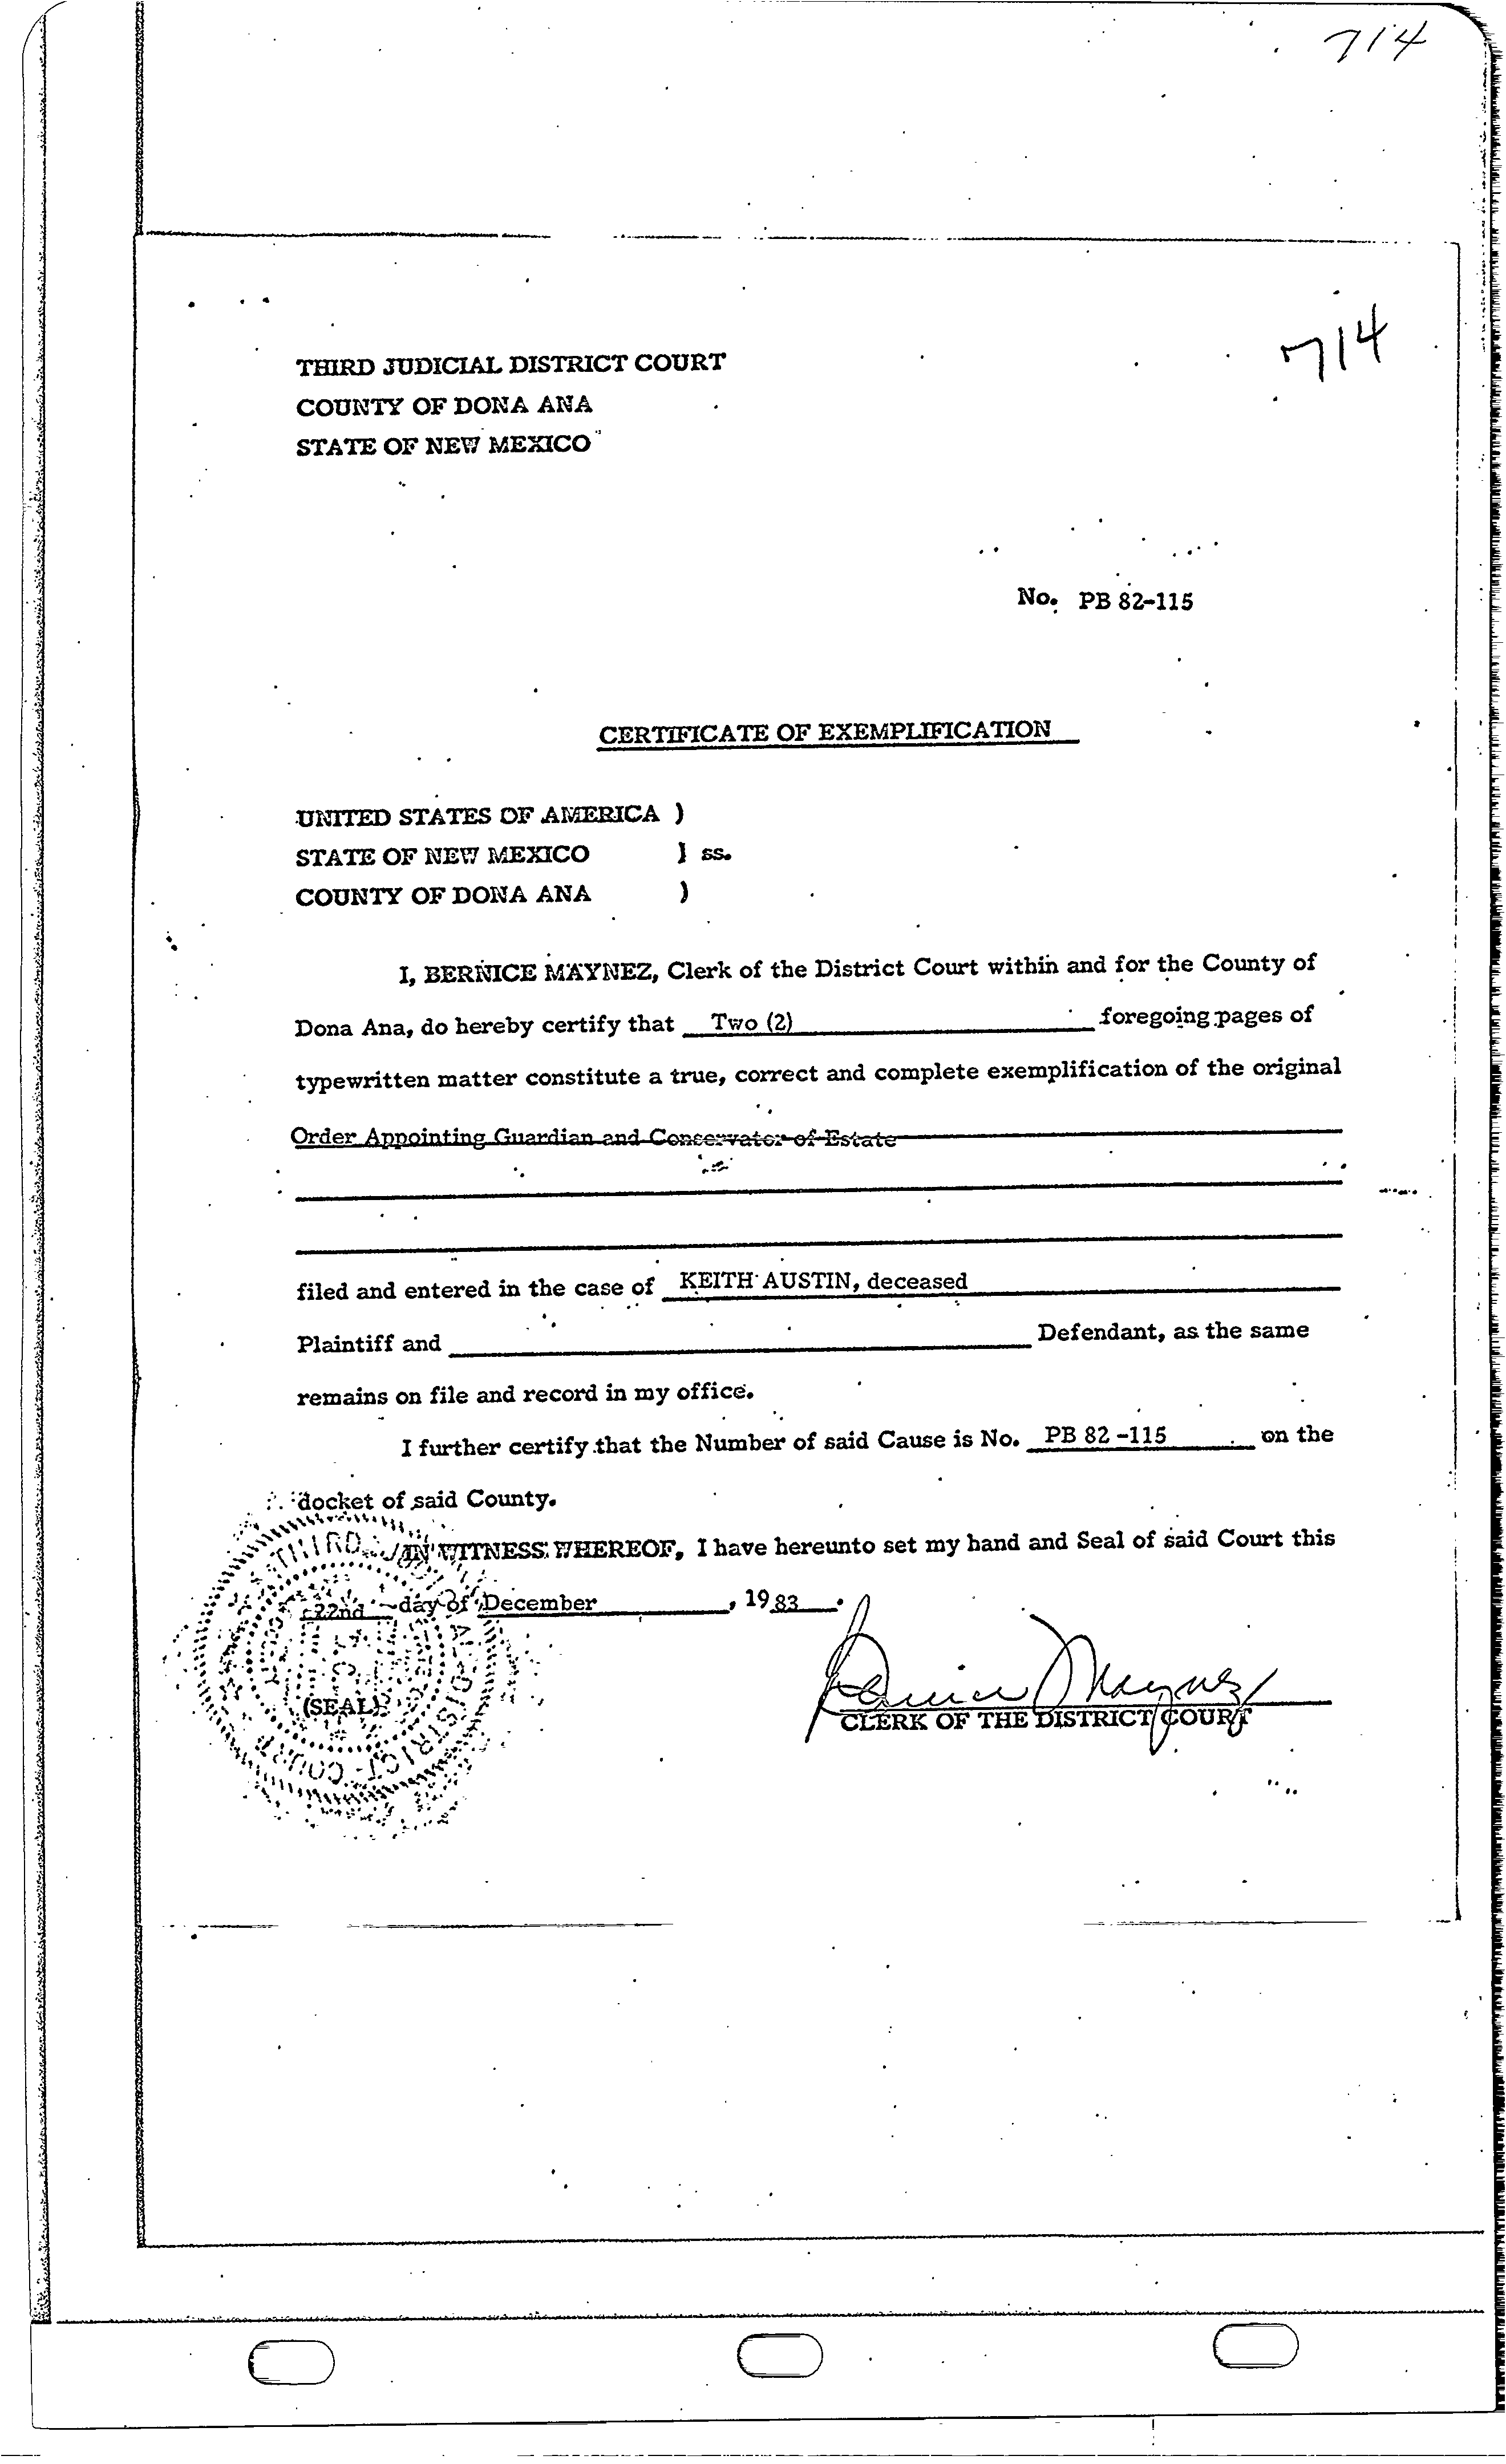 714
714
THIRD JUDICIAL DISTRICT COURT
COUNTY OF DONA ANA
STATE OF NEW MEXICO
No. PB 82-115
CERTIFICATE OF EXEMPLIFICATION
UNITED STATES OF AMERICA )
STATE OF NEW MEXICO ) ss.
COUNTY OF DONA ANA )
I, BERNICE MAYNEZ, Clerk of the District Court within and for the County of
Dona Ana, do hereby certify that Two (2) foregoing pages of
typewritten matter constitute a true, correct and complete exemplification of the original
Order Appointing Guardian and Conservator of Estate
filed and entered in the case of KEITH AUSTIN, deceased
Plaintiff and Defendant, as the same
remains on file and record in my office.
I further certify that the Number of said Cause is No. PB 82-115 on the
docket of said County.
IN WITNESS WHEREOF, I have hereunto set my hand and Seal of said Court this
22nd day of December, 1983.
(SEAL)
Bernice Maynez
CLERK OF THE DISTRICT COURT
THIRD DISTRICT COURT